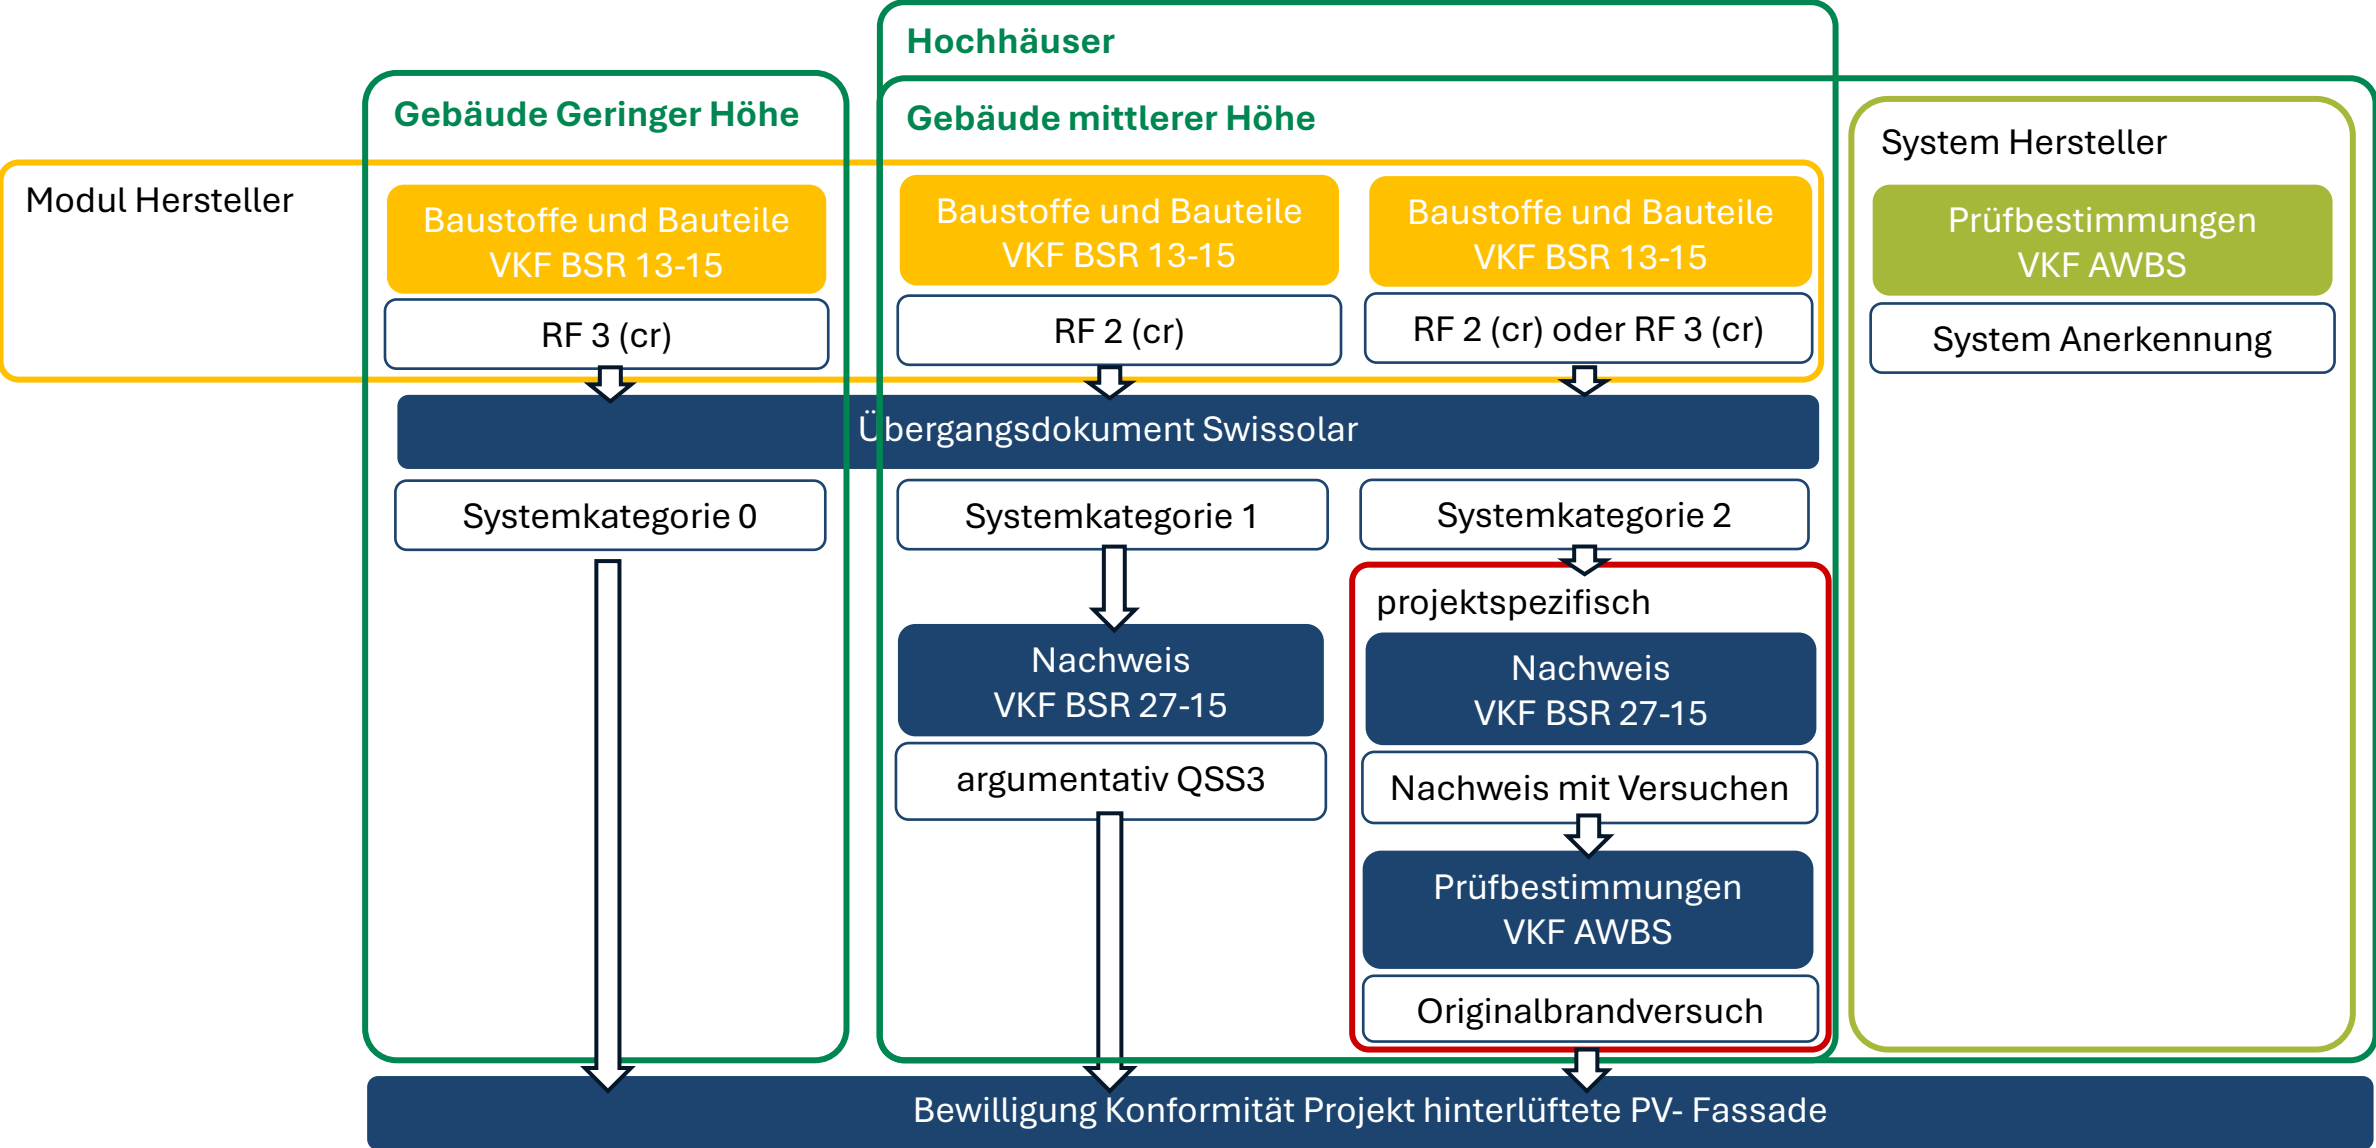 Hochhäuser
Gebäude Geringer Höhe
Gebäude mittlerer Höhe
System Hersteller
Modul Hersteller
Baustoffe und Bauteile
VKF BSR 13-15
RF 3 (cr)
Baustoffe und Bauteile
VKF BSR 13-15
RF 2 (cr)
Baustoffe und Bauteile
VKF BSR 13-15
RF 2 (cr) oder RF 3 (cr)
Prüfbestimmungen
VKF AWBS
System Anerkennung
Übergangsdokument Swissolar
Systemkategorie 0
Systemkategorie 1
Systemkategorie 2
Nachweis
VKF BSR 27-15
argumentativ QSS3
projektspezifisch
Nachweis
VKF BSR 27-15
Nachweis mit Versuchen
Prüfbestimmungen
VKF AWBS
Originalbrandversuch
Bewilligung Konformität Projekt hinterlüftete PV- Fassade